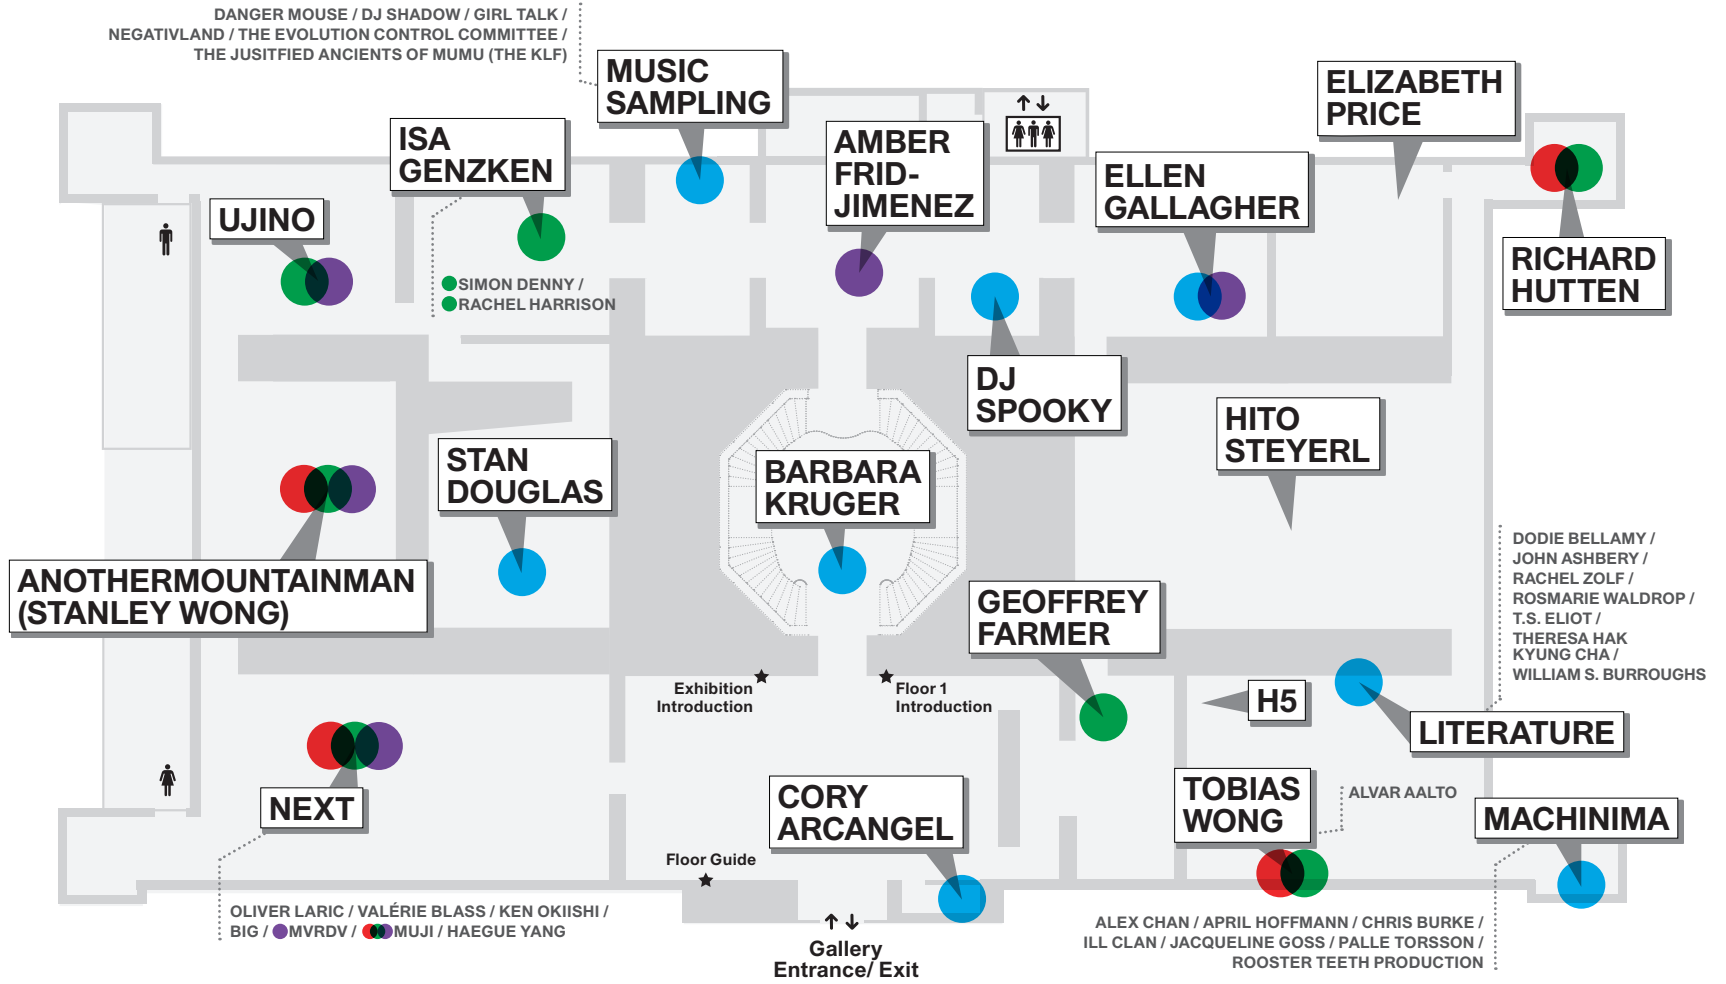 DANGER MOUSE / DJ SHADOW / GIRL TALK /
NEGATIVLAND / THE EVOLUTION CONTROL COMMITTEE /
THE JUSITFIED ANCIENTS OF MUMU (THE KLF)
MUSIC
SAMPLING
ELIZABETH
PRICE
ISA
GENZKEN
AMBER
FRID-
JIMENEZ
ELLEN
GALLAGHER
UJINO
RICHARD
HUTTEN
SIMON DENNY /
RACHEL HARRISON
DJ
SPOOKY
HITO
STEYERL
STAN
DOUGLAS
BARBARA
KRUGER
ANOTHERMOUNTAINMAN
(STANLEY WONG)
GEOFFREY
FARMER
DODIE BELLAMY /
JOHN ASHBERY /
RACHEL ZOLF /
ROSMARIE WALDROP /
T.S. ELIOT /
THERESA HAK
KYUNG CHA /
WILLIAM S. BURROUGHS
Exhibition
Introduction
Floor 1
Introduction
H5
LITERATURE
NEXT
CORY
ARCANGEL
TOBIAS
WONG
ALVAR AALTO
MACHINIMA
Floor Guide
OLIVER LARIC / VALÉRIE BLASS / KEN OKIISHI /
BIG / MVRDV / MUJI / HAEGUE YANG
Gallery
Entrance/ Exit
ALEX CHAN / APRIL HOFFMANN / CHRIS BURKE /
ILL CLAN / JACQUELINE GOSS / PALLE TORSSON /
ROOSTER TEETH PRODUCTION